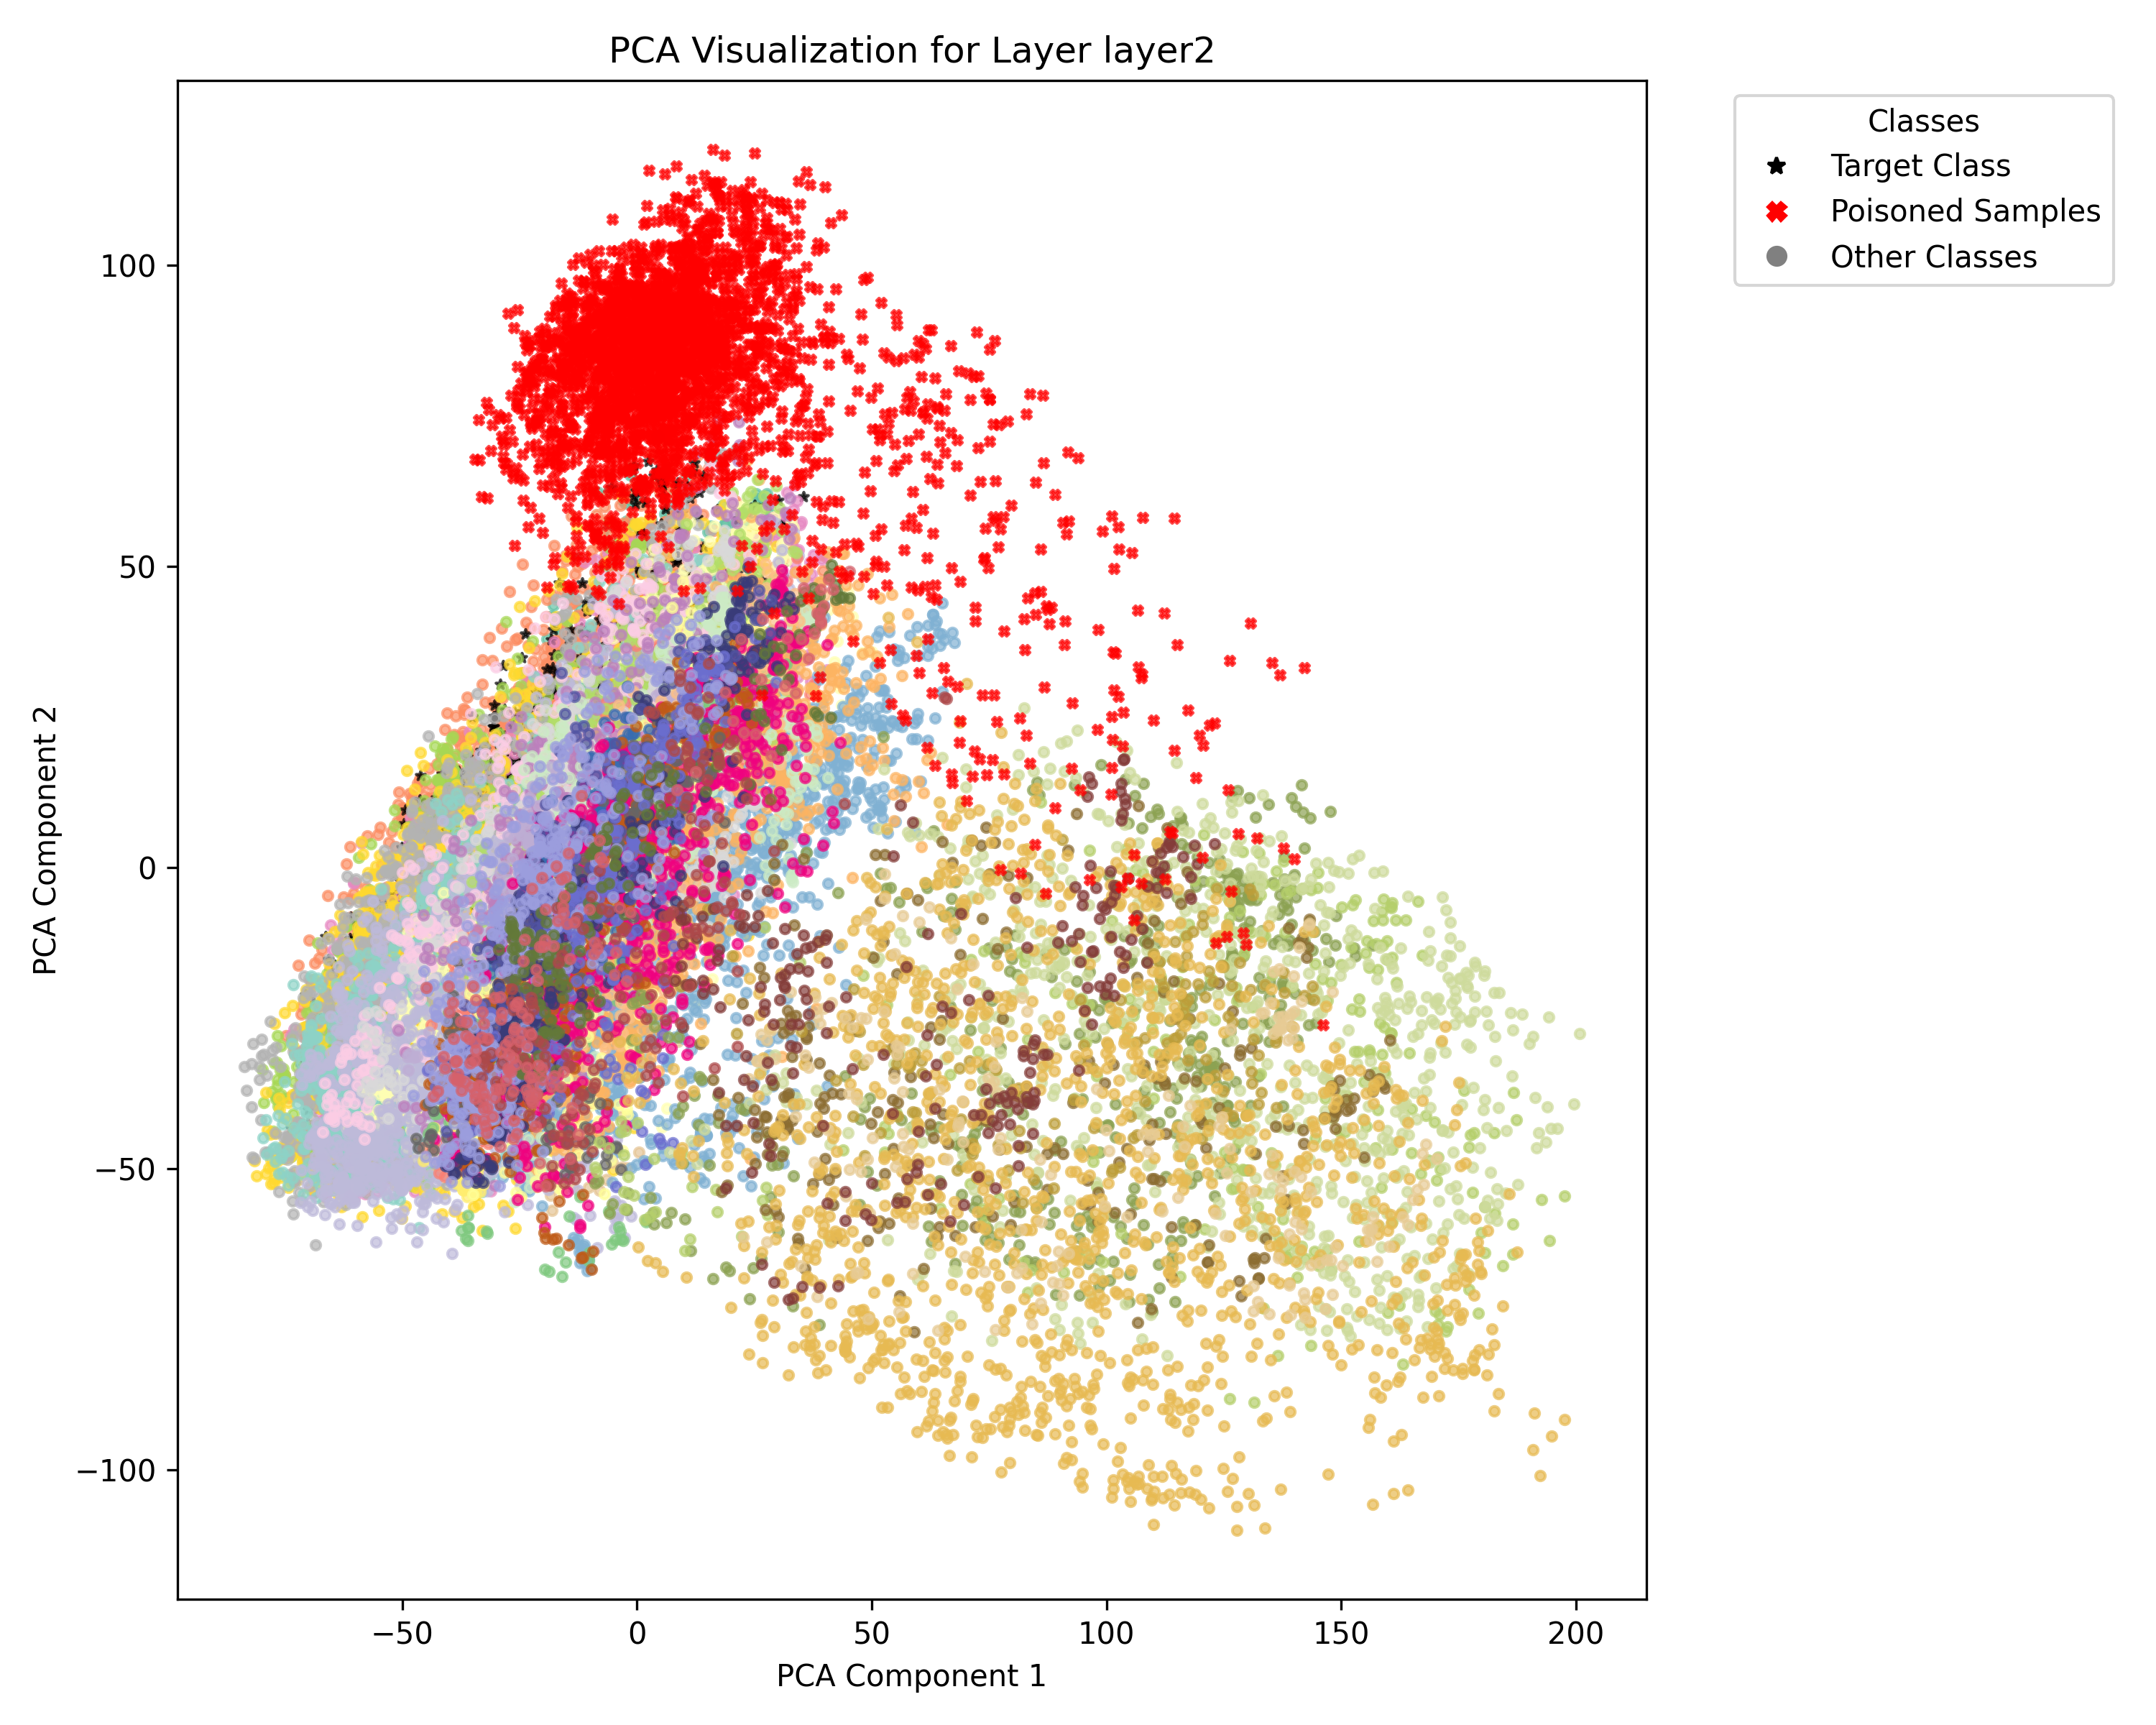 PCA Visualization for Layer layer2
Classes
Target Class
Poisoned Samples
Other Classes
PCA Component 2
100
50
0
−50
−100
−50
0
50
100
150
200
PCA Component 1